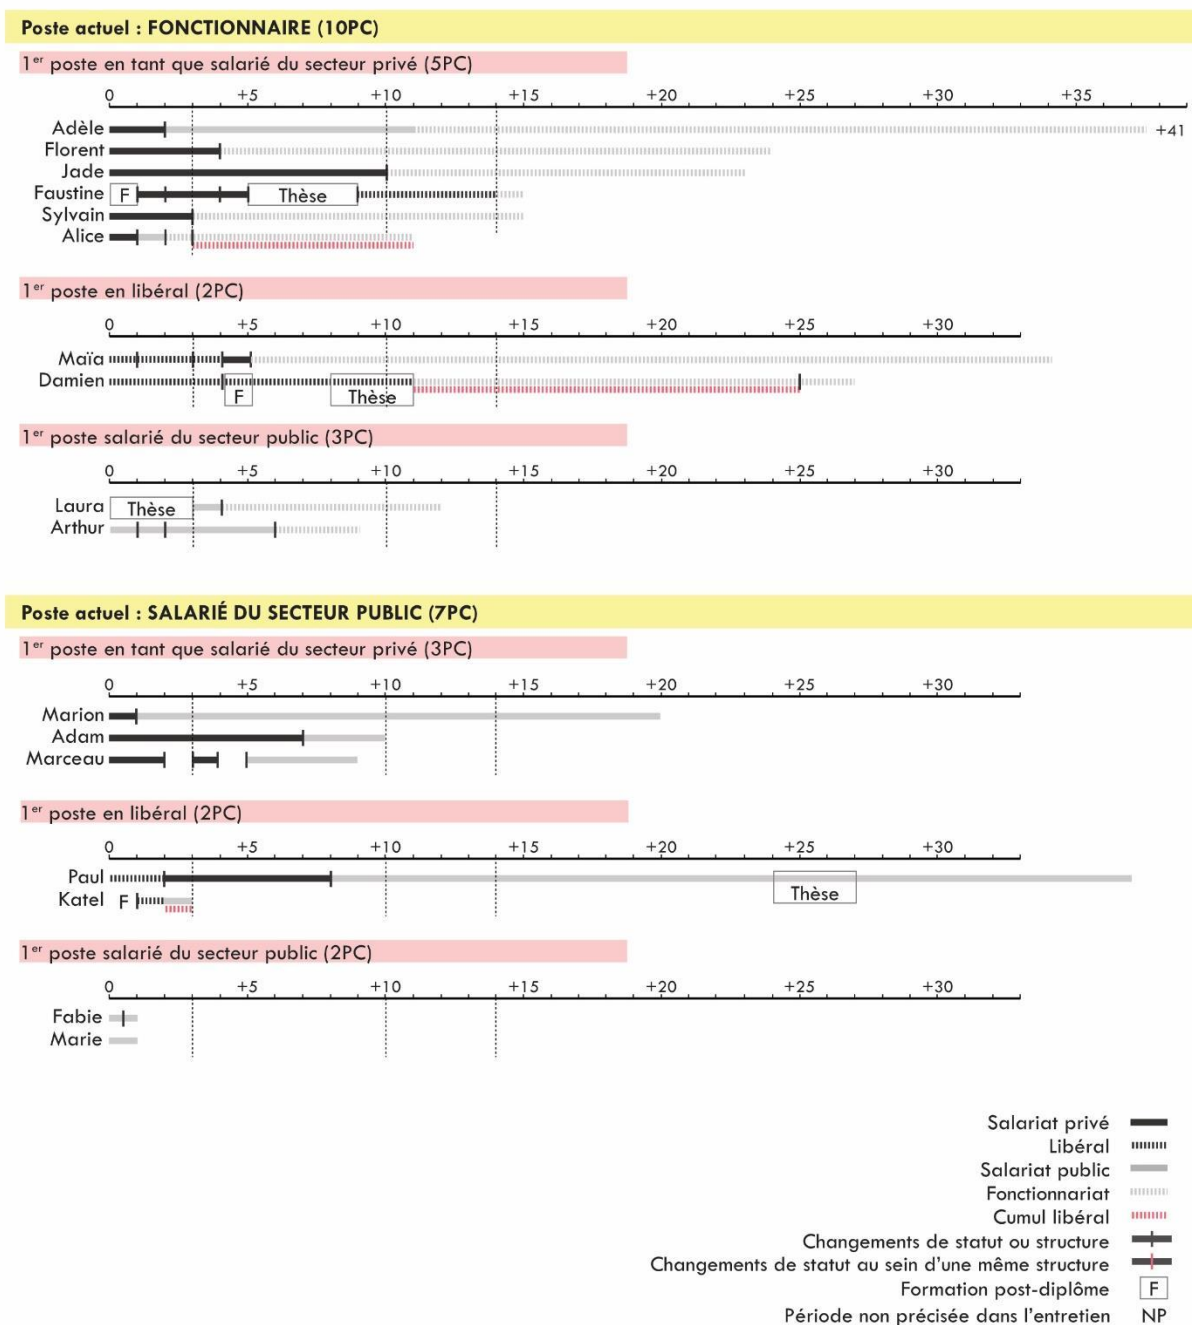 Poste actuel : FONCTIONNAIRE (10PC)
1er poste en tant que salarié du secteur privé (5PC)
0 +5 +10 +15 +20 +25 +30 +35
Adèle +41
Florent
Jade
Faustine F Thèse
Sylvain
Alice
1er poste en libéral (2PC)
0 +5 +10 +15 +20 +25 +30
Maïa
Damien F Thèse
1er poste salarié du secteur public (3PC)
0 +5 +10 +15 +20 +25 +30
Laura Thèse
Arthur
Poste actuel : SALARIÉ DU SECTEUR PUBLIC (7PC)
1er poste en tant que salarié du secteur privé (3PC)
0 +5 +10 +15 +20 +25 +30
Marion
Adam
Marceau
1er poste en libéral (2PC)
0 +5 +10 +15 +20 +25 +30
Paul Thèse
Katel F
1er poste salarié du secteur public (2PC)
0 +5 +10 +15 +20 +25 +30
Fabie
Marie
Salariat privé
Libéral
Salariat public
Fonctionnariat
Cumul libéral
Changements de statut ou structure
Changements de statut au sein d'une même structure
Formation post-diplôme F
Période non précisée dans l'entretien NP